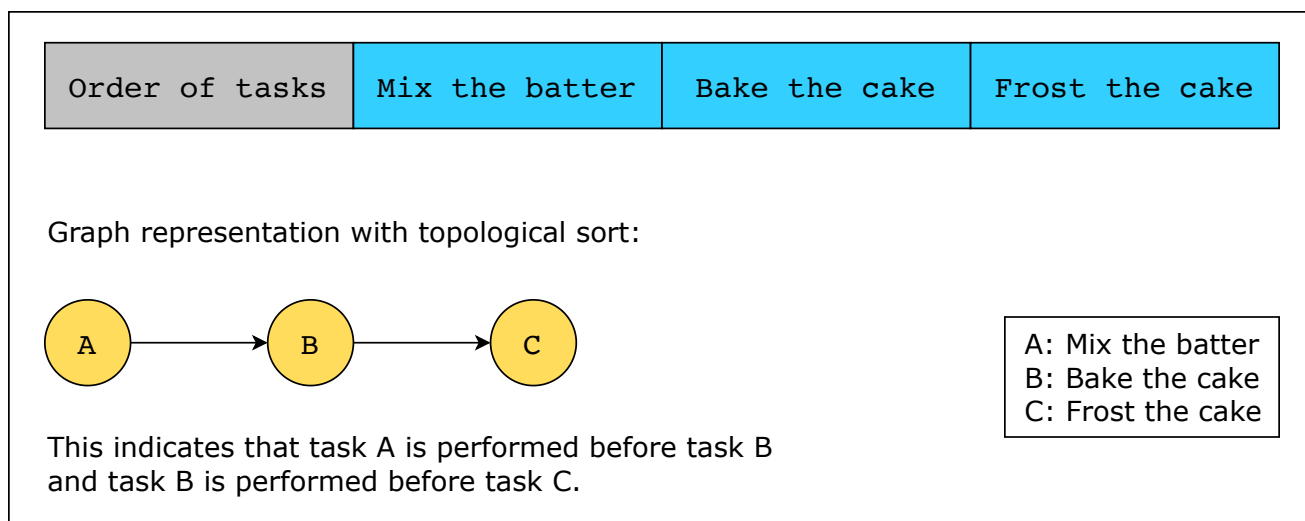 Order of tasks Mix the batter Bake the cake Frost the cake
Graph representation with topological sort:
A B C
A: Mix the batter
B: Bake the cake
C: Frost the cake
This indicates that task A is performed before task B
and task B is performed before task C.